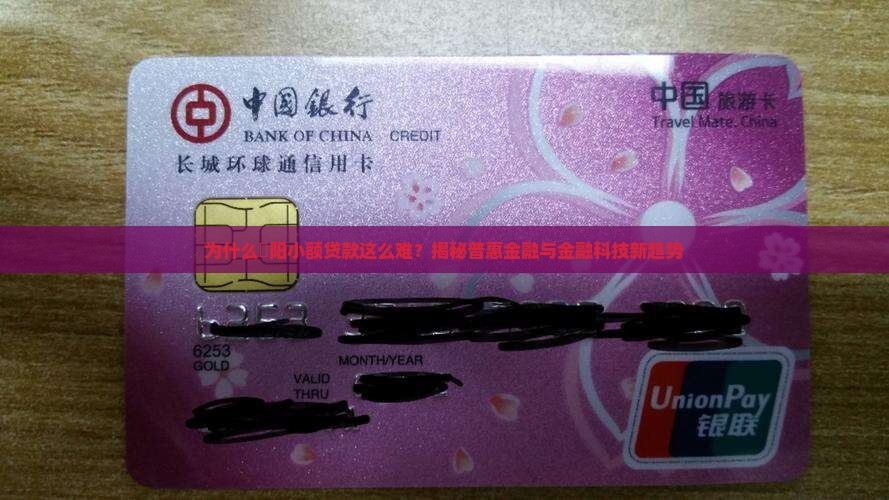 中国银行
BANK OF CHINA CREDIT
长城环球通信用卡
中国 旅游卡
Travel Mate. China
为什么 阳小额贷款这么难？揭秘普惠金融与金融科技新趋势
6253
6253
GOLD
MONTH/YEAR
VALID
THRU
UnionPay
银联